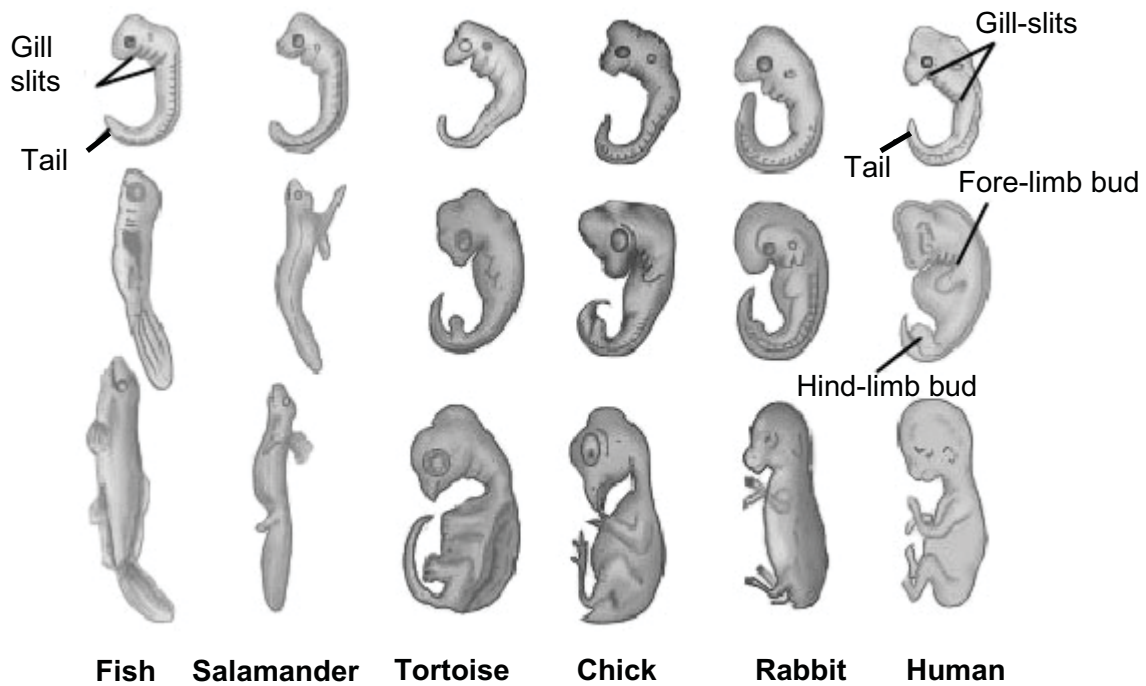 Gill
slits
Gill-slits
Tail
Tail
Fore-limb bud
Hind-limb bud
Fish Salamander Tortoise Chick Rabbit Human